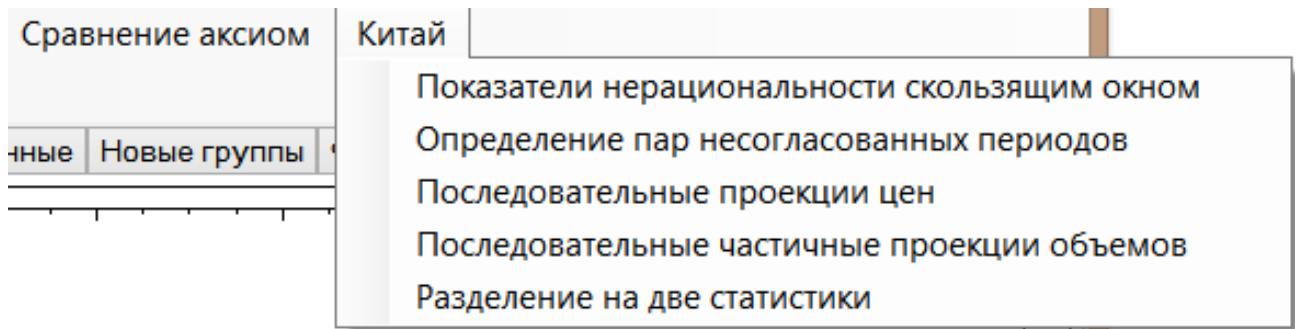 Сравнение аксиом Китай
Показатели нерациональности скользящим окном
Определение пар несогласованных периодов
Новые группы
Последовательные проекции цен
Последовательные частичные проекции объемов
Разделение на две статистики